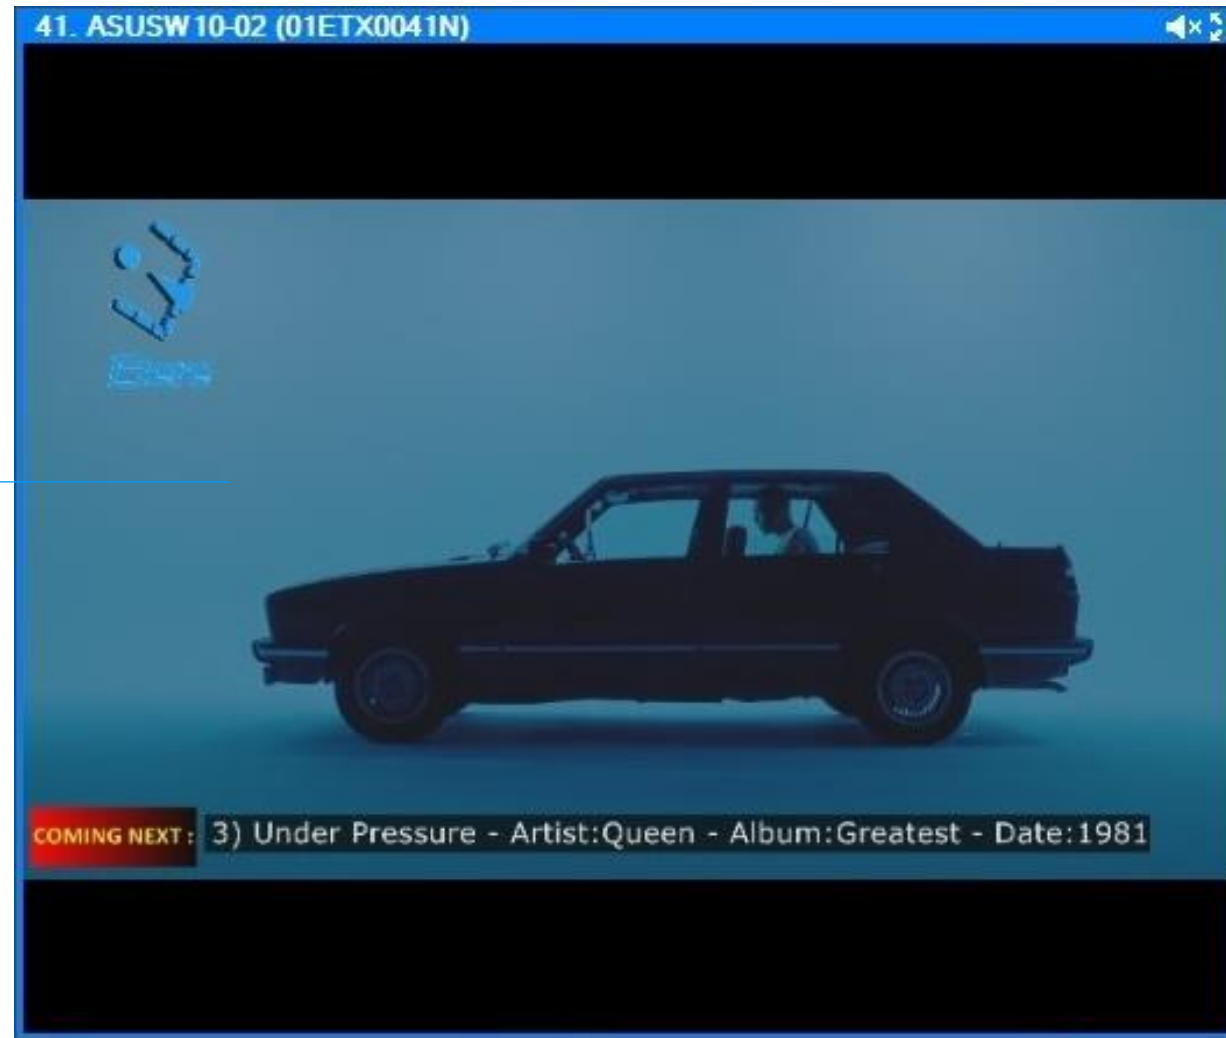 41. ASUSW10-02 (01ETX0041N)
COMING NEXT : 3) Under Pressure - Artist:Queen - Album:Greatest - Date:1981